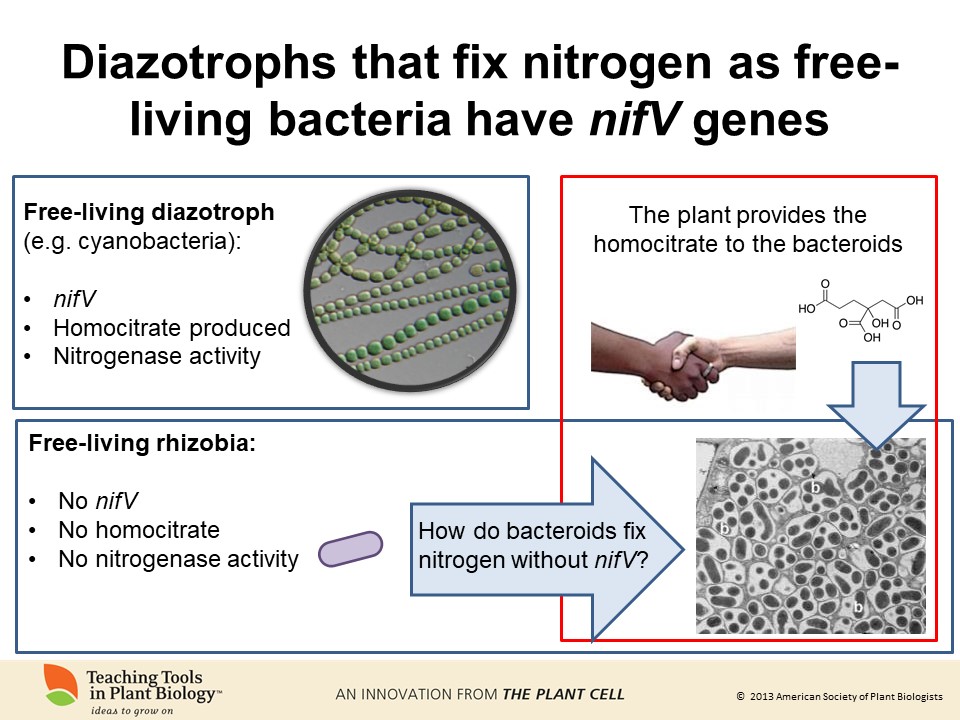 Diazotrophs that fix nitrogen as free-
living bacteria have nifV genes
Free-living diazotroph
(e.g. cyanobacteria):
• nifV
• Homocitrate produced
• Nitrogenase activity
The plant provides the
homocitrate to the bacteroids
O
HO
OH
O
OH
O
OH
Free-living rhizobia:
• No nifV
• No homocitrate
• No nitrogenase activity
How do bacteroids fix
nitrogen without nifV?
b
b
b
Teaching Tools
in Plant Biology™
ideas to grow on
AN INNOVATION FROM THE PLANT CELL
© 2013 American Society of Plant Biologists